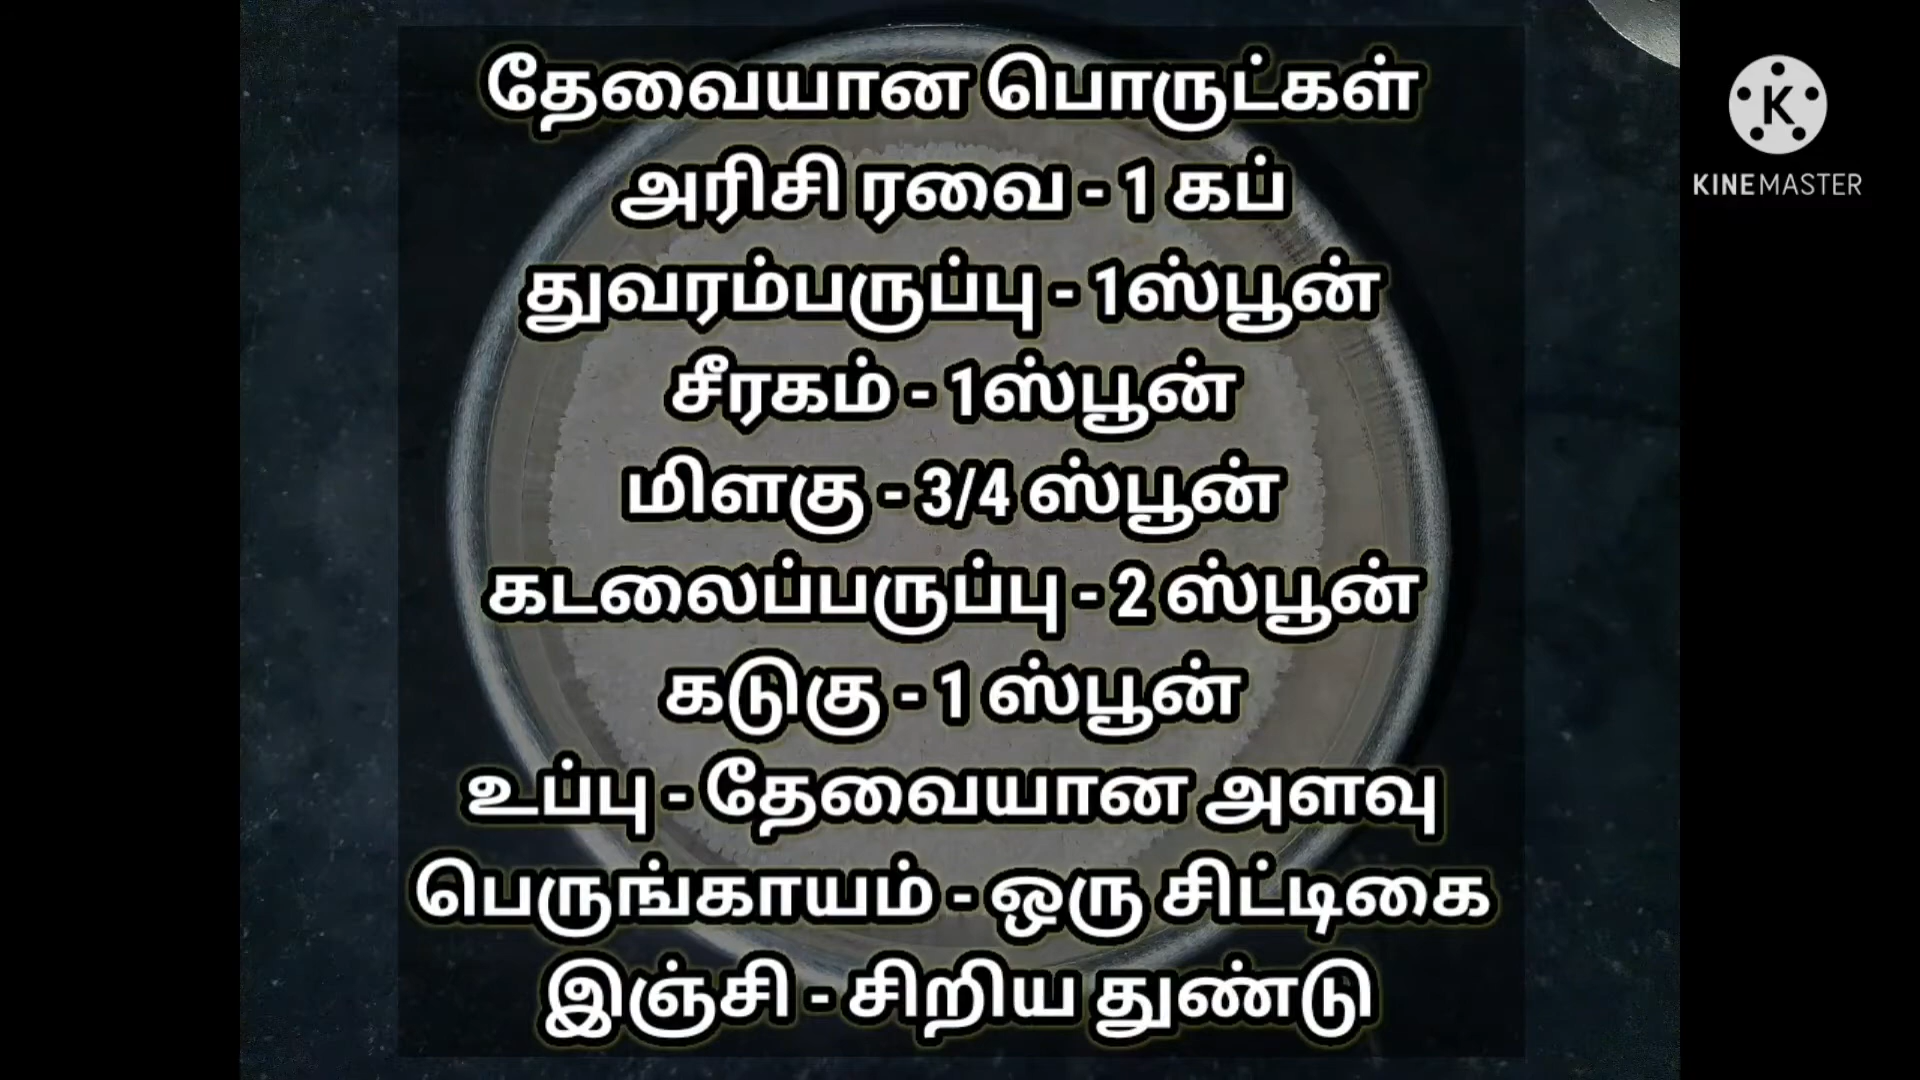 தேவையான பொருட்கள்
அரிசி ரவை - 1 கப்
துவரம்பருப்பு - 1ஸ்பூன்
சீரகம் - 1ஸ்பூன்
மிளகு - 3/4 ஸ்பூன்
கடலைப்பருப்பு - 2 ஸ்பூன்
கடுகு - 1 ஸ்பூன்
உப்பு - தேவையான அளவு
பெருங்காயம் - ஒரு சிட்டிகை
இஞ்சி - சிறிய துண்டு
K
KINEMASTER